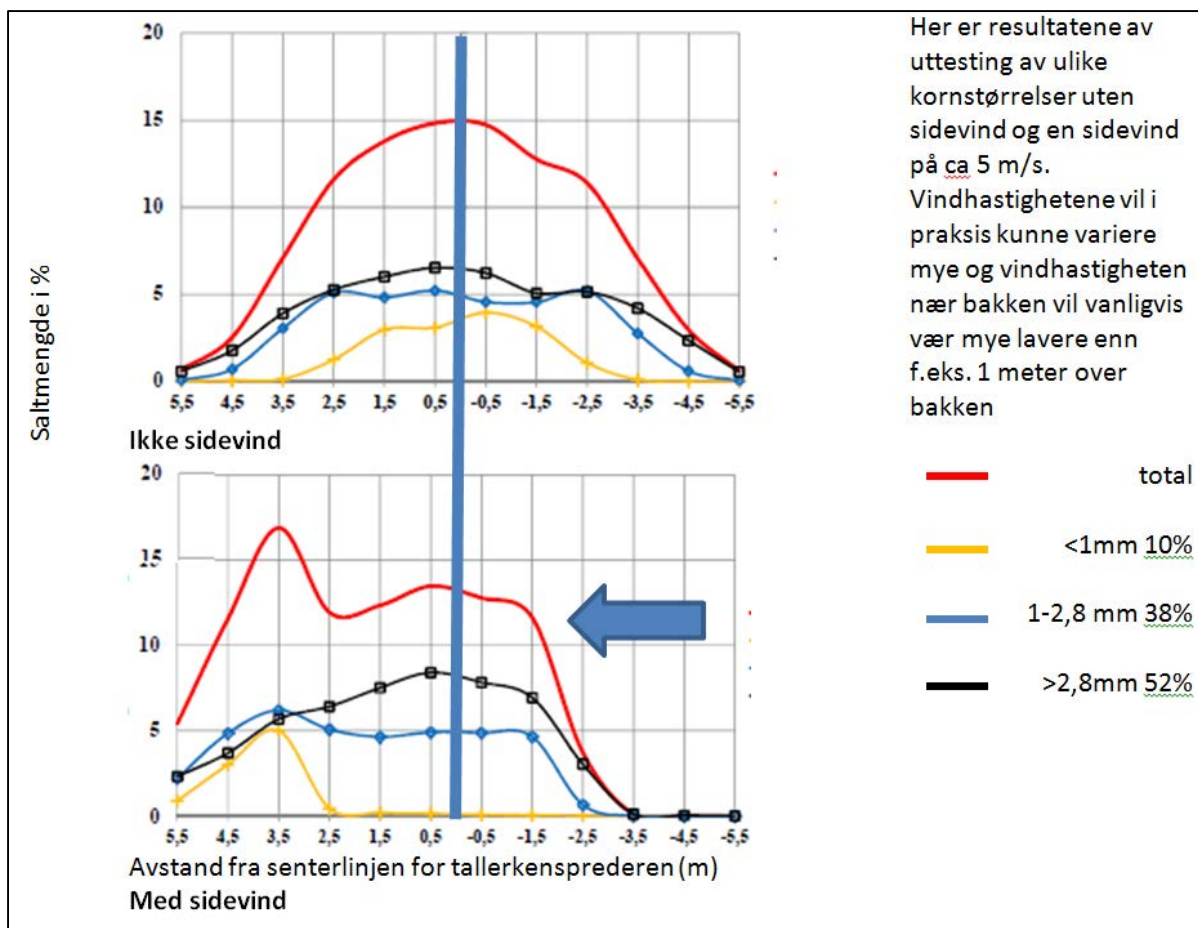 20
15
10
5
0
5,5 4,5 3,5 2,5 1,5 0,5 -0,5 -1,5 -2,5 -3,5 -4,5 -5,5
Ikke sidevind
Saltmengde i %
20
15
10
5
0
5,5 4,5 3,5 2,5 1,5 0,5 -0,5 -1,5 -2,5 -3,5 -4,5 -5,5
Avstand fra senterlinjen for tallerkensprederen (m)
Med sidevind
Her er resultatene av
uttesting av ulike
kornstørrelser uten
sidevind og en sidevind
på ca 5 m/s.
Vindhastighetene vil i
praksis kunne variere
mye og vindhastigheten
nær bakken vil vanligvis
vær mye lavere enn
f.eks. 1 meter over
bakken
total
<1mm 10%
1-2,8 mm 38%
>2,8mm 52%